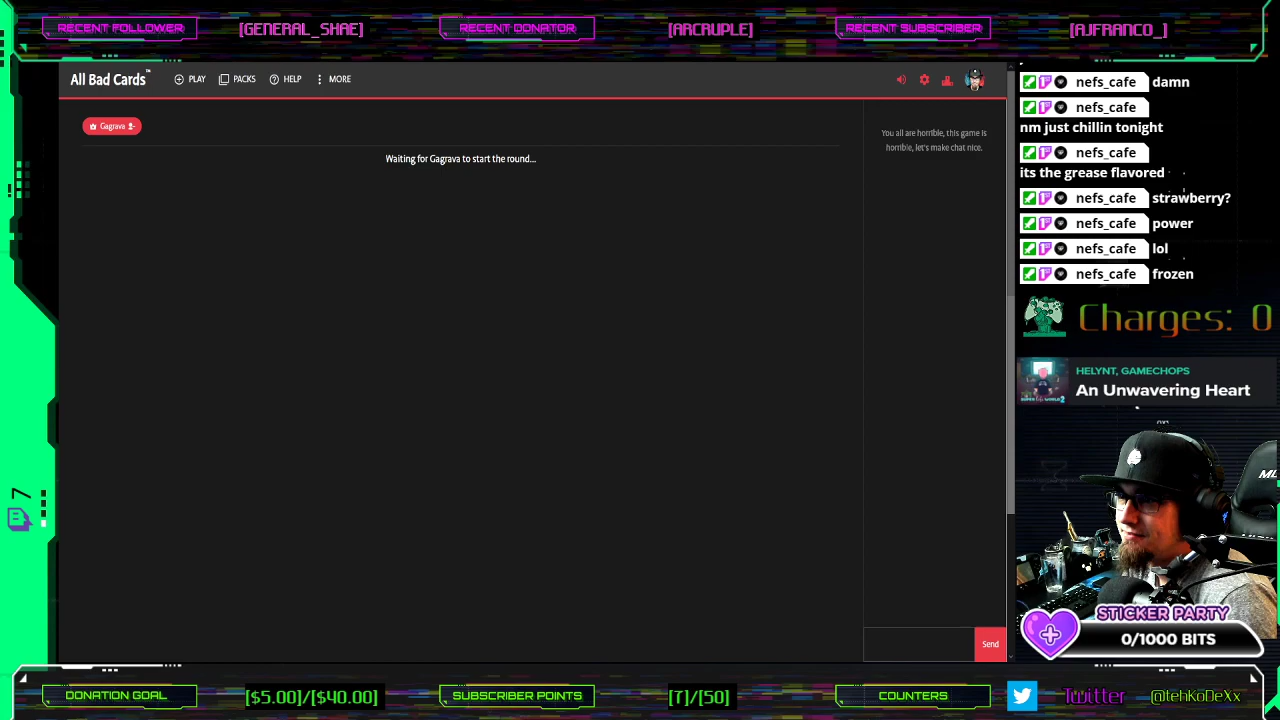 RECENT FOLLOWER
[GENERAL_SHAE]
RECENT DONATOR
[ARCRUPLE]
RECENT SUBSCRIBER
[AJFRANCO_]
All Bad Cards™
PLAY
PACKS
HELP
MORE
Gagrava
Waiting for Gagrava to start the round...
You all are horrible, this game is
horrible, let's make chat nice.
Send
nefs_cafe damn
nefs_cafe
nm just chillin tonight
nefs_cafe
its the grease flavored
nefs_cafe strawberry?
nefs_cafe power
nefs_cafe lol
nefs_cafe frozen
Charges: 0
HELYNT, GAMECHOPS
An Unwavering Heart
STICKER PARTY
0/1000 BITS
7
DONATION GOAL
[$5.00]/[$40.00]
SUBSCRIBER POINTS
[7]/[50]
COUNTERS
Twitter
@tehKoDeXx